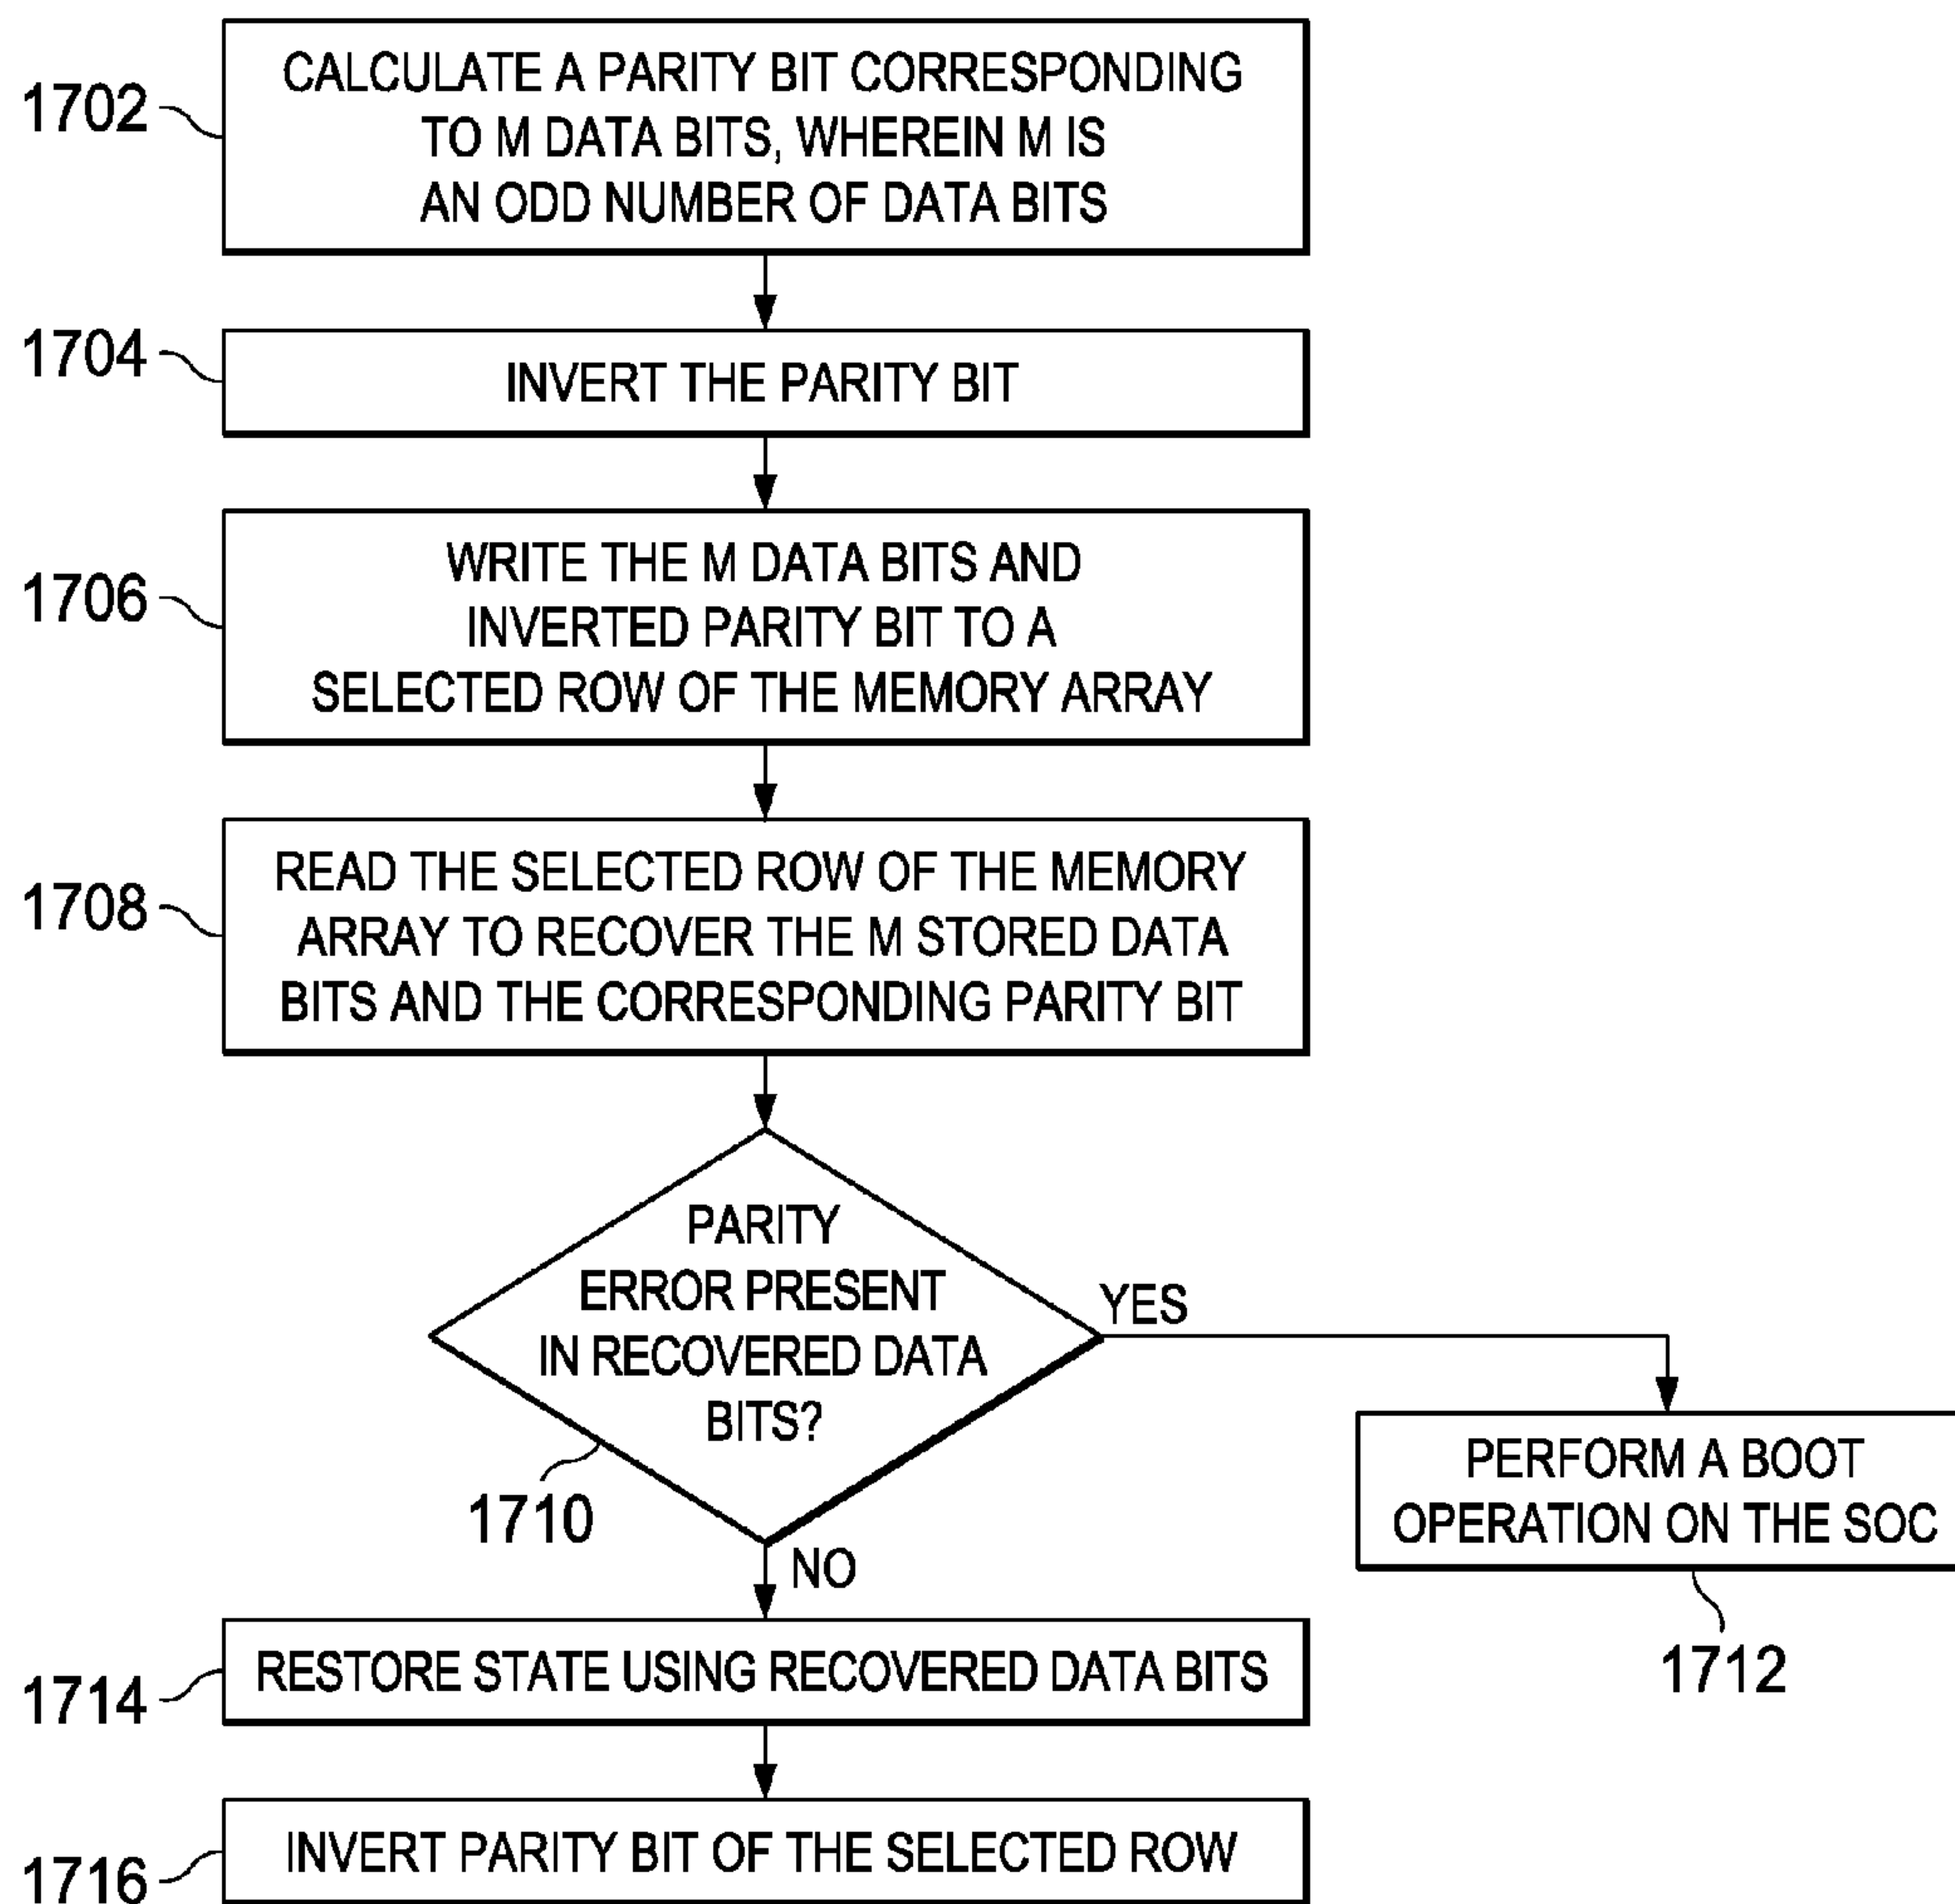 1702
CALCULATE A PARITY BIT CORRESPONDING
TO M DATA BITS, WHEREIN M IS
AN ODD NUMBER OF DATA BITS
1704
INVERT THE PARITY BIT
1706
WRITE THE M DATA BITS AND
INVERTED PARITY BIT TO A
SELECTED ROW OF THE MEMORY ARRAY
1708
READ THE SELECTED ROW OF THE MEMORY
ARRAY TO RECOVER THE M STORED DATA
BITS AND THE CORRESPONDING PARITY BIT
PARITY
ERROR PRESENT
IN RECOVERED DATA
BITS?
1710
YES
PERFORM A BOOT
OPERATION ON THE SOC
1712
NO
1714
RESTORE STATE USING RECOVERED DATA BITS
1716
INVERT PARITY BIT OF THE SELECTED ROW